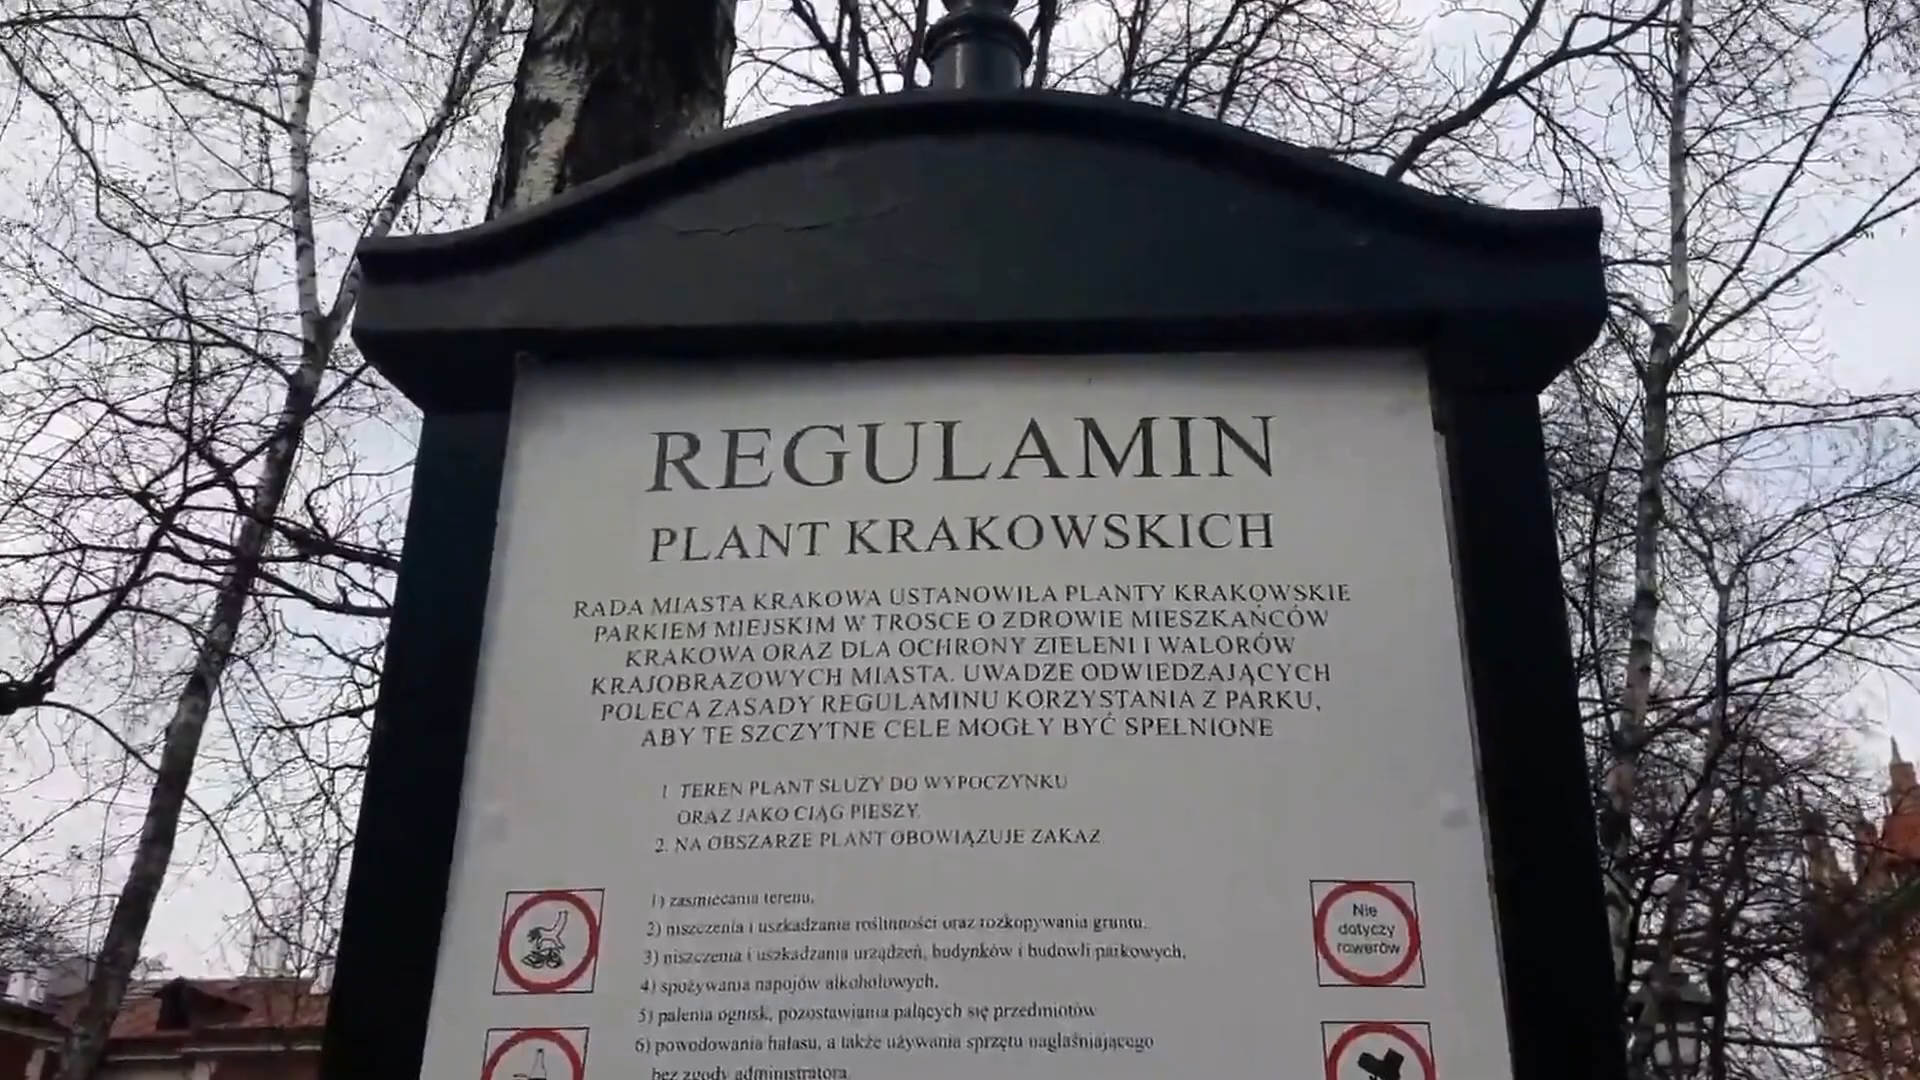 REGULAMIN
PLANT KRAKOWSKICH
RADA MIASTA KRAKOWA USTANOWIŁA PLANTY KRAKOWSKIE
PARKIEM MIEJSKIM W TROSCE O ZDROWIE MIESZKAŃCÓW
KRAKOWA ORAZ DLA OCHRONY ZIELENI I WALORÓW
KRAJOBRAZOWYCH MIASTA. UWADZE ODWIEDZAJĄCYCH
POLECA ZASADY REGULAMINU KORZYSTANIA Z PARKU,
ABY TE SZCZYTNE CELE MOGŁY BYĆ SPEŁNIONE
1. TEREN PLANT SŁUŻY DO WYPOCZYNKU
ORAZ JAKO CIĄG PIESZY.
2. NA OBSZARZE PLANT OBOWIĄZUJE ZAKAZ
1) zaśmiecania terenu,
2) niszczenia i uszkadzania roślinności oraz rozkopywania gruntu,
3) niszczenia i uszkadzania urządzeń, budynków i budowli parkowych,
4) spożywania napojów alkoholowych,
5) palenia ognisk, pozostawiania palących się przedmiotów
6) powodowania hałasu, a także używania sprzętu nagłaśniającego
bez zgody administratora,
Nie
dotyczy
rowerów